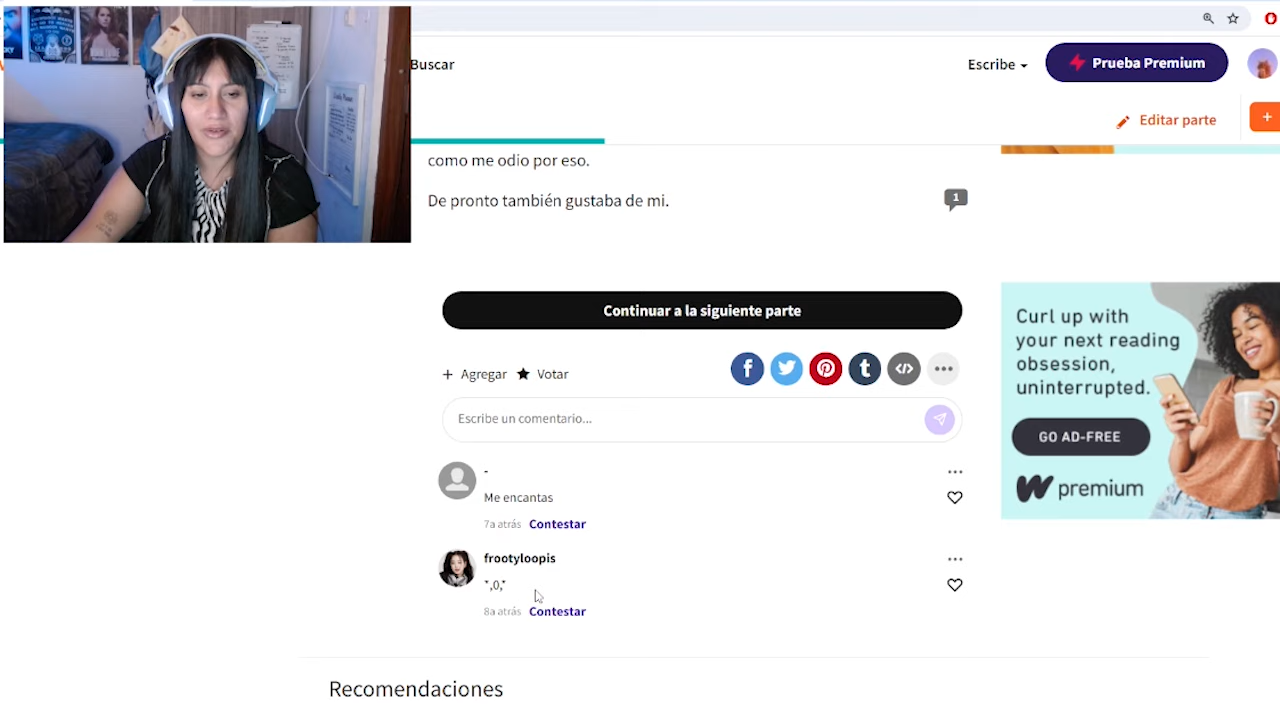 Buscar
Escribe
Prueba Premium
Editar parte
como me odio por eso.
De pronto también gustaba de mi.
1
Continuar a la siguiente parte
+ Agregar ★ Votar
Escribe un comentario...
-
Me encantas
7a atrás Contestar
frootyloopis
*,0,*
8a atrás Contestar
Recomendaciones
Curl up with
your next reading
obsession,
uninterrupted.
GO AD-FREE
W premium